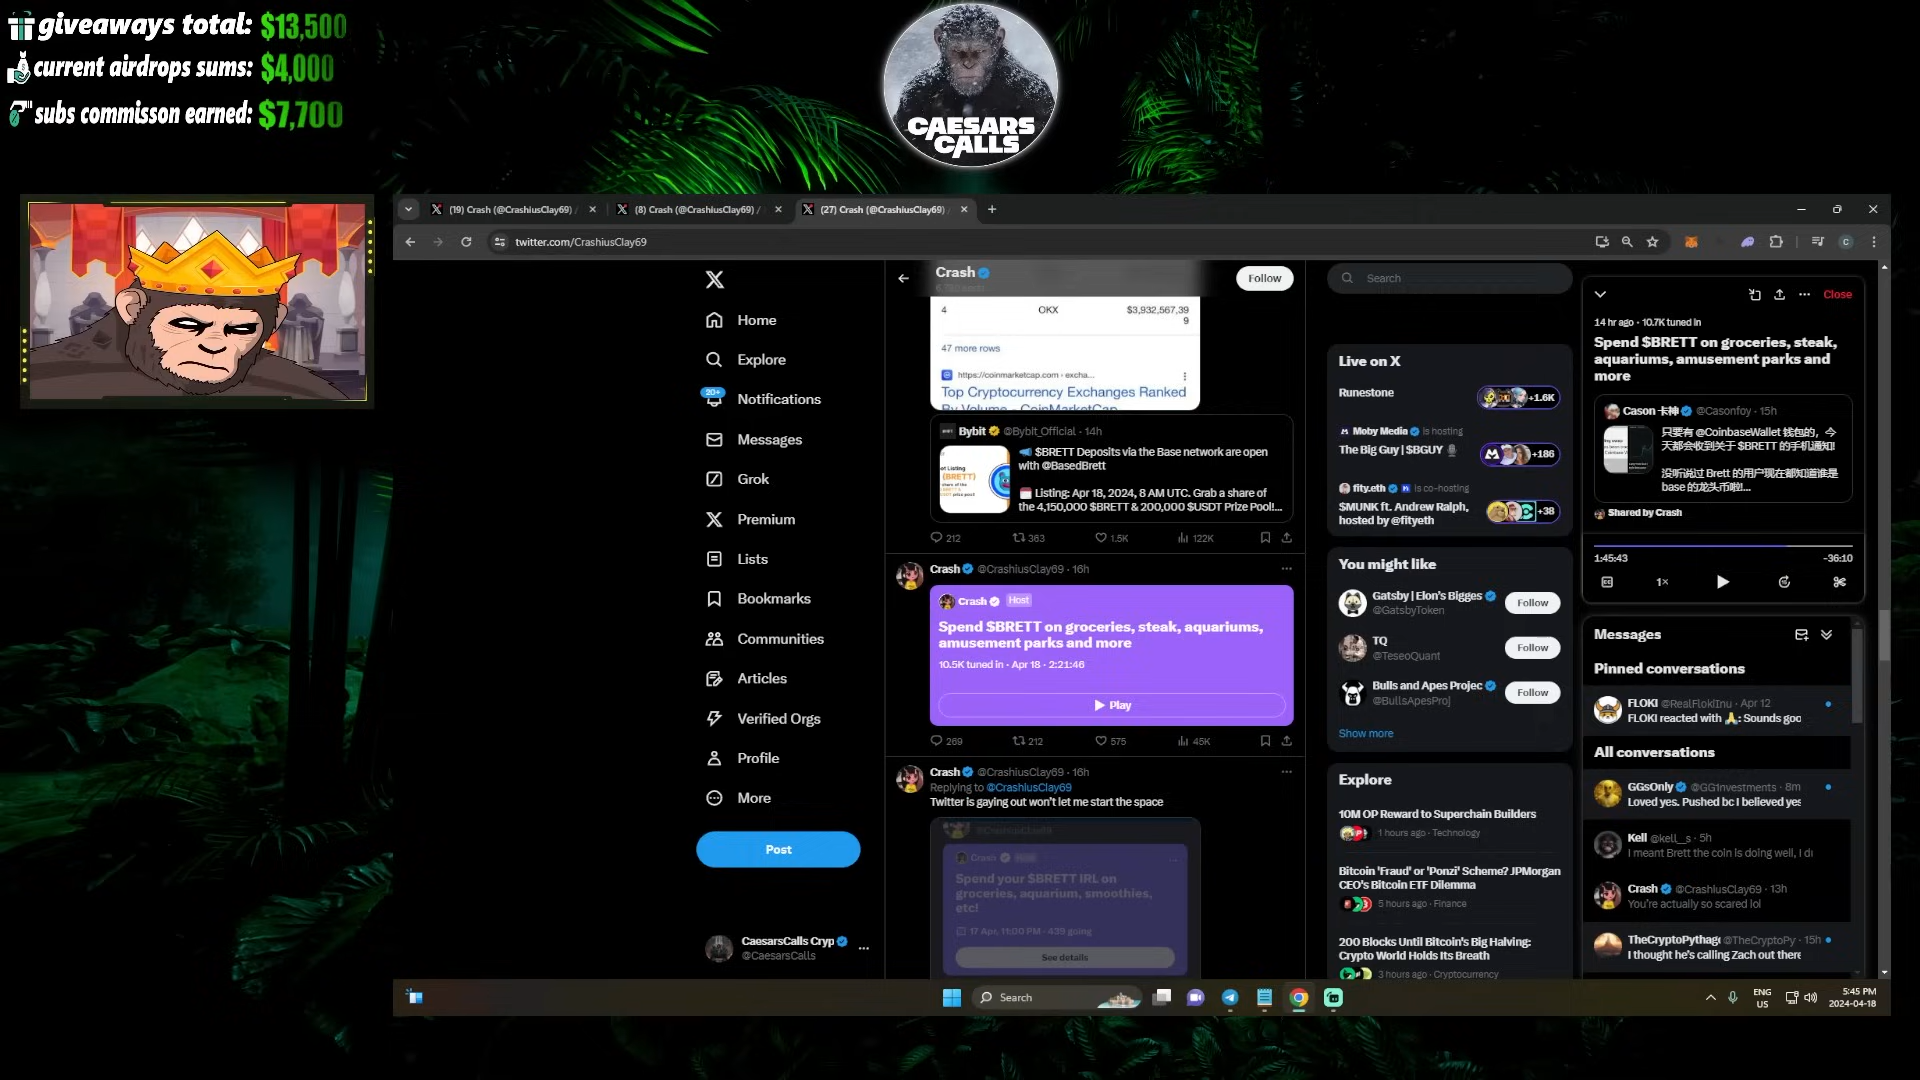 giveaways total: $13,500
current airdrops sums: $4,000
subs commisson earned: $7,700
CAESARS
CALLS
(19) Crash (@CrashiusClay69) /
(8) Crash (@CrashiusClay69) /
(27) Crash (@CrashiusClay69)
twitter.com/CrashiusClay69
Home
Explore
20+
Notifications
Messages
Grok
Premium
Lists
Bookmarks
Communities
Articles
Verified Orgs
Profile
More
Post
CaesarsCalls Cryp
@CaesarsCalls
Crash
Follow
4 OKX $3,932,567,39
9
47 more rows
https://coinmarketcap.com › excha...
Top Cryptocurrency Exchanges Ranked
By Volume - CoinMarketCap
Bybit @Bybit_Official · 14h
$BRETT Deposits via the Base network are open
with @BasedBrett
Listing: Apr 18, 2024, 8 AM UTC. Grab a share of
the 4,150,000 $BRETT & 200,000 $USDT Prize Pool!...
212 363 1.5K 122K
Crash @CrashiusClay69 · 16h
Crash Host
Spend $BRETT on groceries, steak, aquariums,
amusement parks and more
10.5K tuned in · Apr 18 · 2:21:46
Play
269 212 575 45K
Crash @CrashiusClay69 · 16h
Replying to @CrashiusClay69
Twitter is gaying out won't let me start the space
@CrashiusClay69
Crash Host
Spend your $BRETT IRL on
groceries, aquarium, smoothies,
etc!
17 Apr, 11:00 PM · 439 going
See details
Search
Live on X
Runestone
+1.6K
Moby Media is hosting
The Big Guy | $BGUY
+186
fity.eth is co-hosting
$MUNK ft. Andrew Ralph,
hosted by @fityeth
+38
You might like
Gatsby | Elon's Bigges
@GatsbyToken
Follow
TQ
@TeseoQuant
Follow
Bulls and Apes Projec
@BullsApesProj
Follow
Show more
Explore
10M OP Reward to Superchain Builders
1 hours ago · Technology
Bitcoin 'Fraud' or 'Ponzi' Scheme? JPMorgan
CEO's Bitcoin ETF Dilemma
5 hours ago · Finance
200 Blocks Until Bitcoin's Big Halving:
Crypto World Holds Its Breath
3 hours ago · Cryptocurrency
Close
14 hr ago · 10.7K tuned in
Spend $BRETT on groceries, steak,
aquariums, amusement parks and
more
Cason 卡神 @Casonfoy · 15h
只要有 @CoinbaseWallet 钱包的，今
天都会收到关于 $BRETT 的手机通知!
没听说过 Brett 的用户现在都知道谁是
base 的龙头币啦!...
Shared by Crash
1:45:43 -36:10
1×
Messages
Pinned conversations
FLOKI @RealFlokiInu · Apr 12
FLOKI reacted with 🙏: Sounds goo
All conversations
GGsOnly @GG1nvestments · 8m
Loved yes. Pushed bc I believed yes
Kell @kell__s · 5h
I meant Brett the coin is doing well, I di
Crash @CrashiusClay69 · 13h
You're actually so scared lol
TheCryptoPythag @TheCryptoPy · 15h
I thought he's calling Zach out there
Search
ENG
US
5:45 PM
2024-04-18